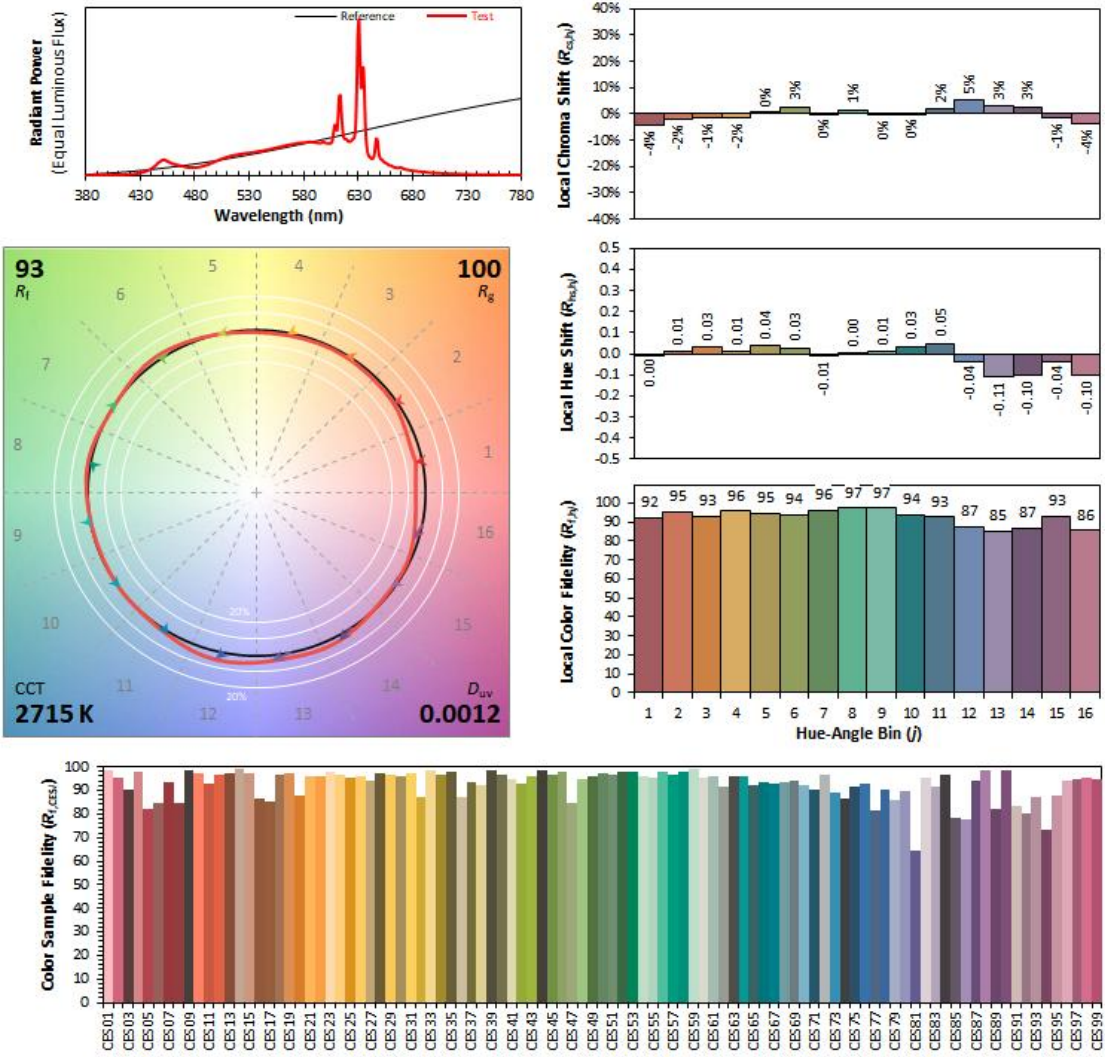 Reference Test
Radiant Power
(Equal Luminous Flux)
380 430 480 530 580 630 680 730 780
Wavelength (nm)
Local Chroma Shift (Rcs,hj)
40%
30%
20%
10%
0%
-10%
-20%
-30%
-40%
-4% -2% -1% -2% 0% 3% 0% 1% 0% 0% 2% 5% 3% 3% -1% -4%
93
Rf
100
Rg
5 4
6 3
7 2
8 1
9 16
10 15
11 14
12 13
20%
20%
CCT
2715 K
Duv
0.0012
Local Hue Shift (Rhs,hj)
0.5
0.4
0.3
0.2
0.1
0.0
-0.1
-0.2
-0.3
-0.4
-0.5
0.00 0.01 0.03 0.01 0.04 0.03 -0.01 0.00 0.01 0.03 0.05 -0.04 -0.11 -0.10 -0.04 -0.10
Local Color Fidelity (Rf,hj)
100
90
80
70
60
50
40
30
20
10
0
92 95 93 96 95 94 96 97 97 94 93 87 85 87 93 86
1 2 3 4 5 6 7 8 9 10 11 12 13 14 15 16
Hue-Angle Bin (j)
Color Sample Fidelity (Rf,CESi)
100
90
80
70
60
50
40
30
20
10
0
CES01 CES03 CES05 CES07 CES09 CES11 CES13 CES15 CES17 CES19 CES21 CES23 CES25 CES27 CES29 CES31 CES33 CES35 CES37 CES39 CES41 CES43 CES45 CES47 CES49 CES51 CES53 CES55 CES57 CES59 CES61 CES63 CES65 CES67 CES69 CES71 CES73 CES75 CES77 CES79 CES81 CES83 CES85 CES87 CES89 CES91 CES93 CES95 CES97 CES99